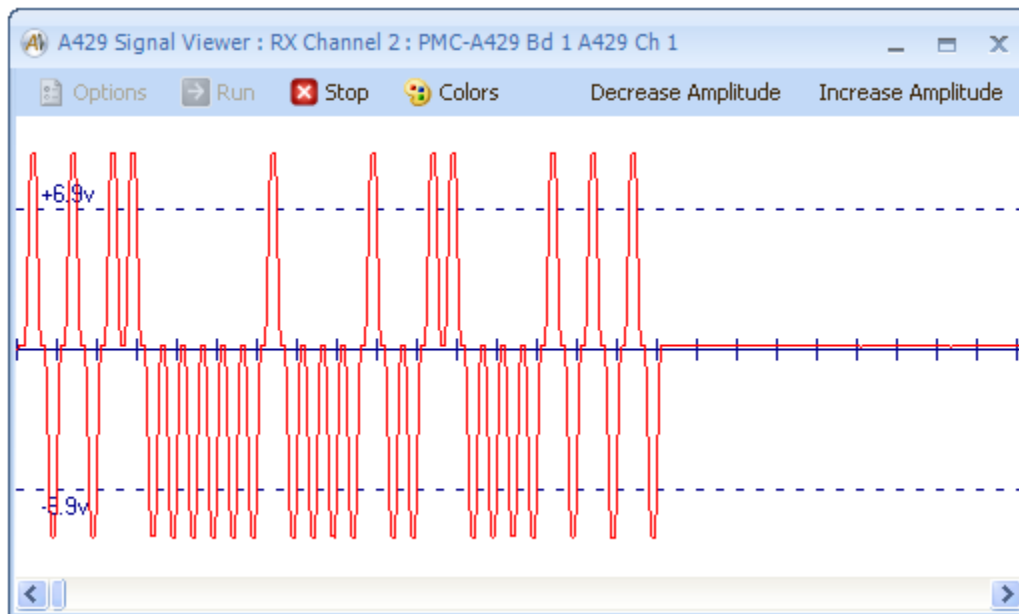 A429 Signal Viewer : RX Channel 2 : PMC-A429 Bd 1 A429 Ch 1
Options Run Stop Colors Decrease Amplitude Increase Amplitude
+6.9v
-6.9v